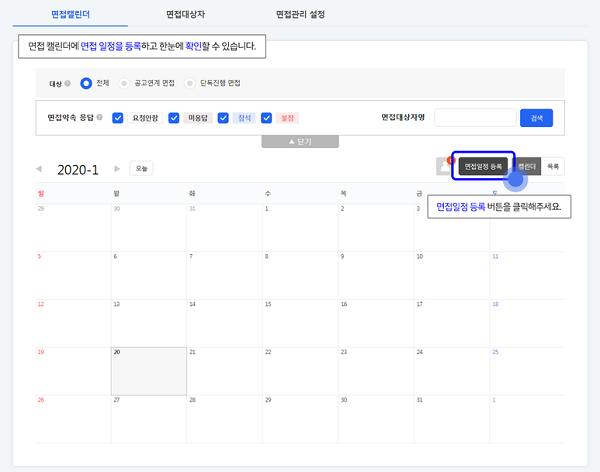 면접캘린더 면접대상자 면접관리 설정
면접 캘린더에 면접 일정을 등록하고 한눈에 확인할 수 있습니다.
대상 ? 전체 공고연계 면접 단독진행 면접
면접약속 응답 ? 요청안함 미응답 참석 불참 면접대상자명 검색
▲ 닫기
◀ 2020-1 ▶ 오늘 면접일정 등록 캘린더 목록
일 월 화 수 목 금 토
면접일정 등록 버튼을 클릭해주세요.
29 30 31 1 2 3
5 6 7 8 9 10 11
12 13 14 15 16 17 18
19 20 21 22 23 24 25
26 27 28 29 30 31 1